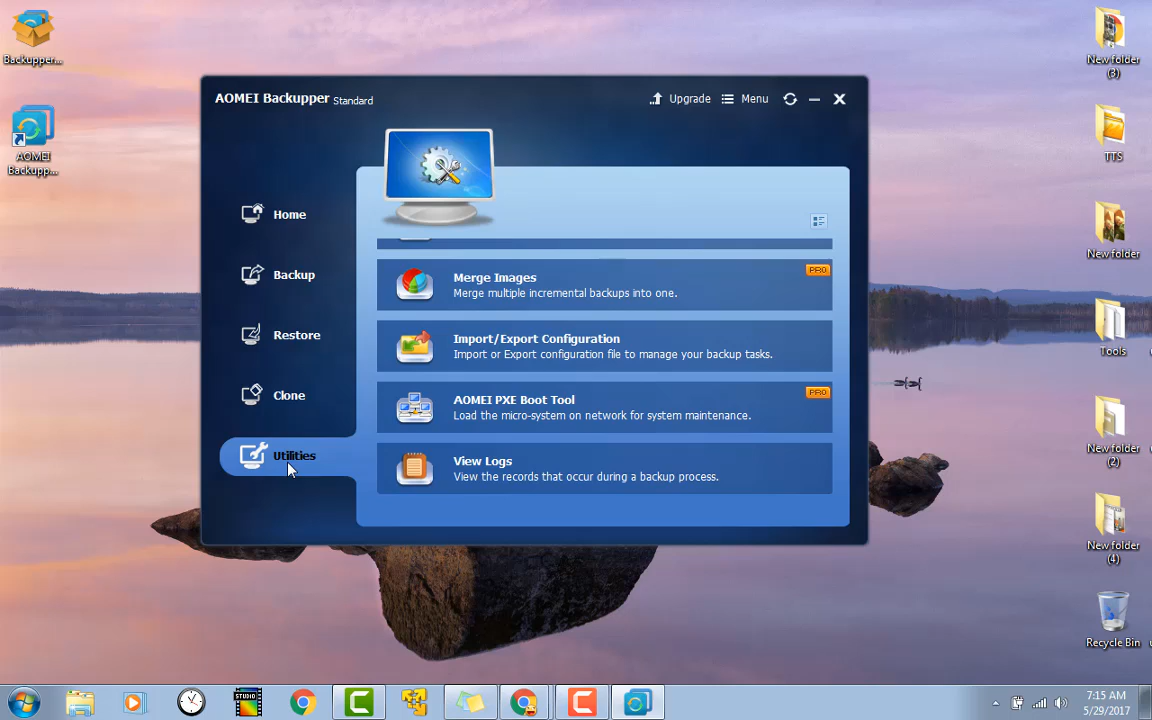 Backupper...
AOMEI
Backupp...
AOMEI Backupper Standard
Upgrade
Menu
Home
Backup
Restore
Clone
Utilities
Merge Images
Merge multiple incremental backups into one.
PRO
Import/Export Configuration
Import or Export configuration file to manage your backup tasks.
AOMEI PXE Boot Tool
Load the micro-system on network for system maintenance.
PRO
View Logs
View the records that occur during a backup process.
New folder
(3)
TTS
New folder
Tools
New folder
(2)
New folder
(4)
Recycle Bin
STUDIO
7:15 AM
5/29/2017